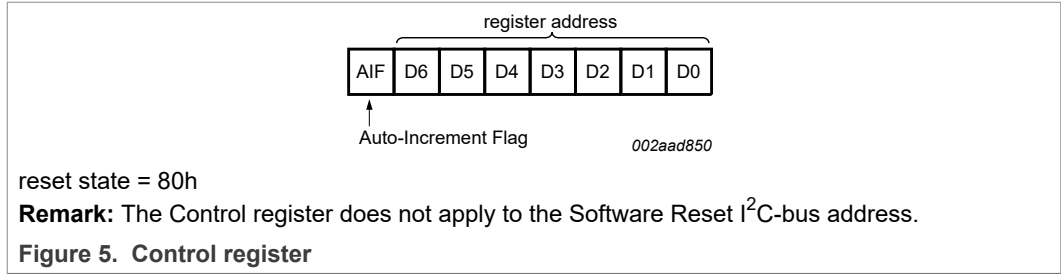 register address
AIF D6 D5 D4 D3 D2 D1 D0
Auto-Increment Flag
002aad850
reset state = 80h
Remark: The Control register does not apply to the Software Reset I²C-bus address.
Figure 5. Control register